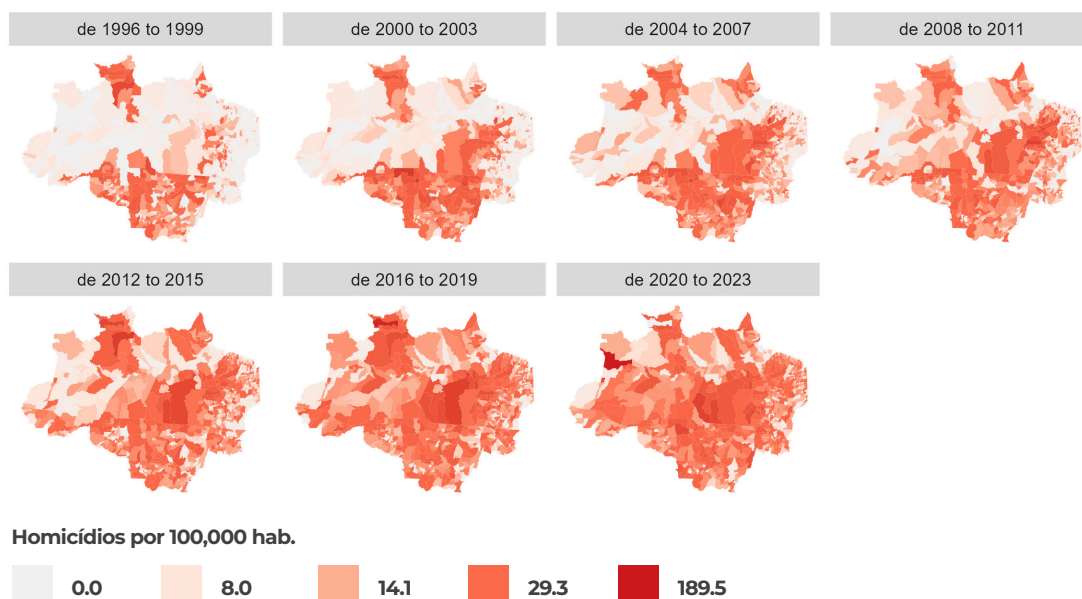 de 1996 to 1999
de 2000 to 2003
de 2004 to 2007
de 2008 to 2011
de 2012 to 2015
de 2016 to 2019
de 2020 to 2023
Homicídios por 100,000 hab.
0.0
8.0
14.1
29.3
189.5